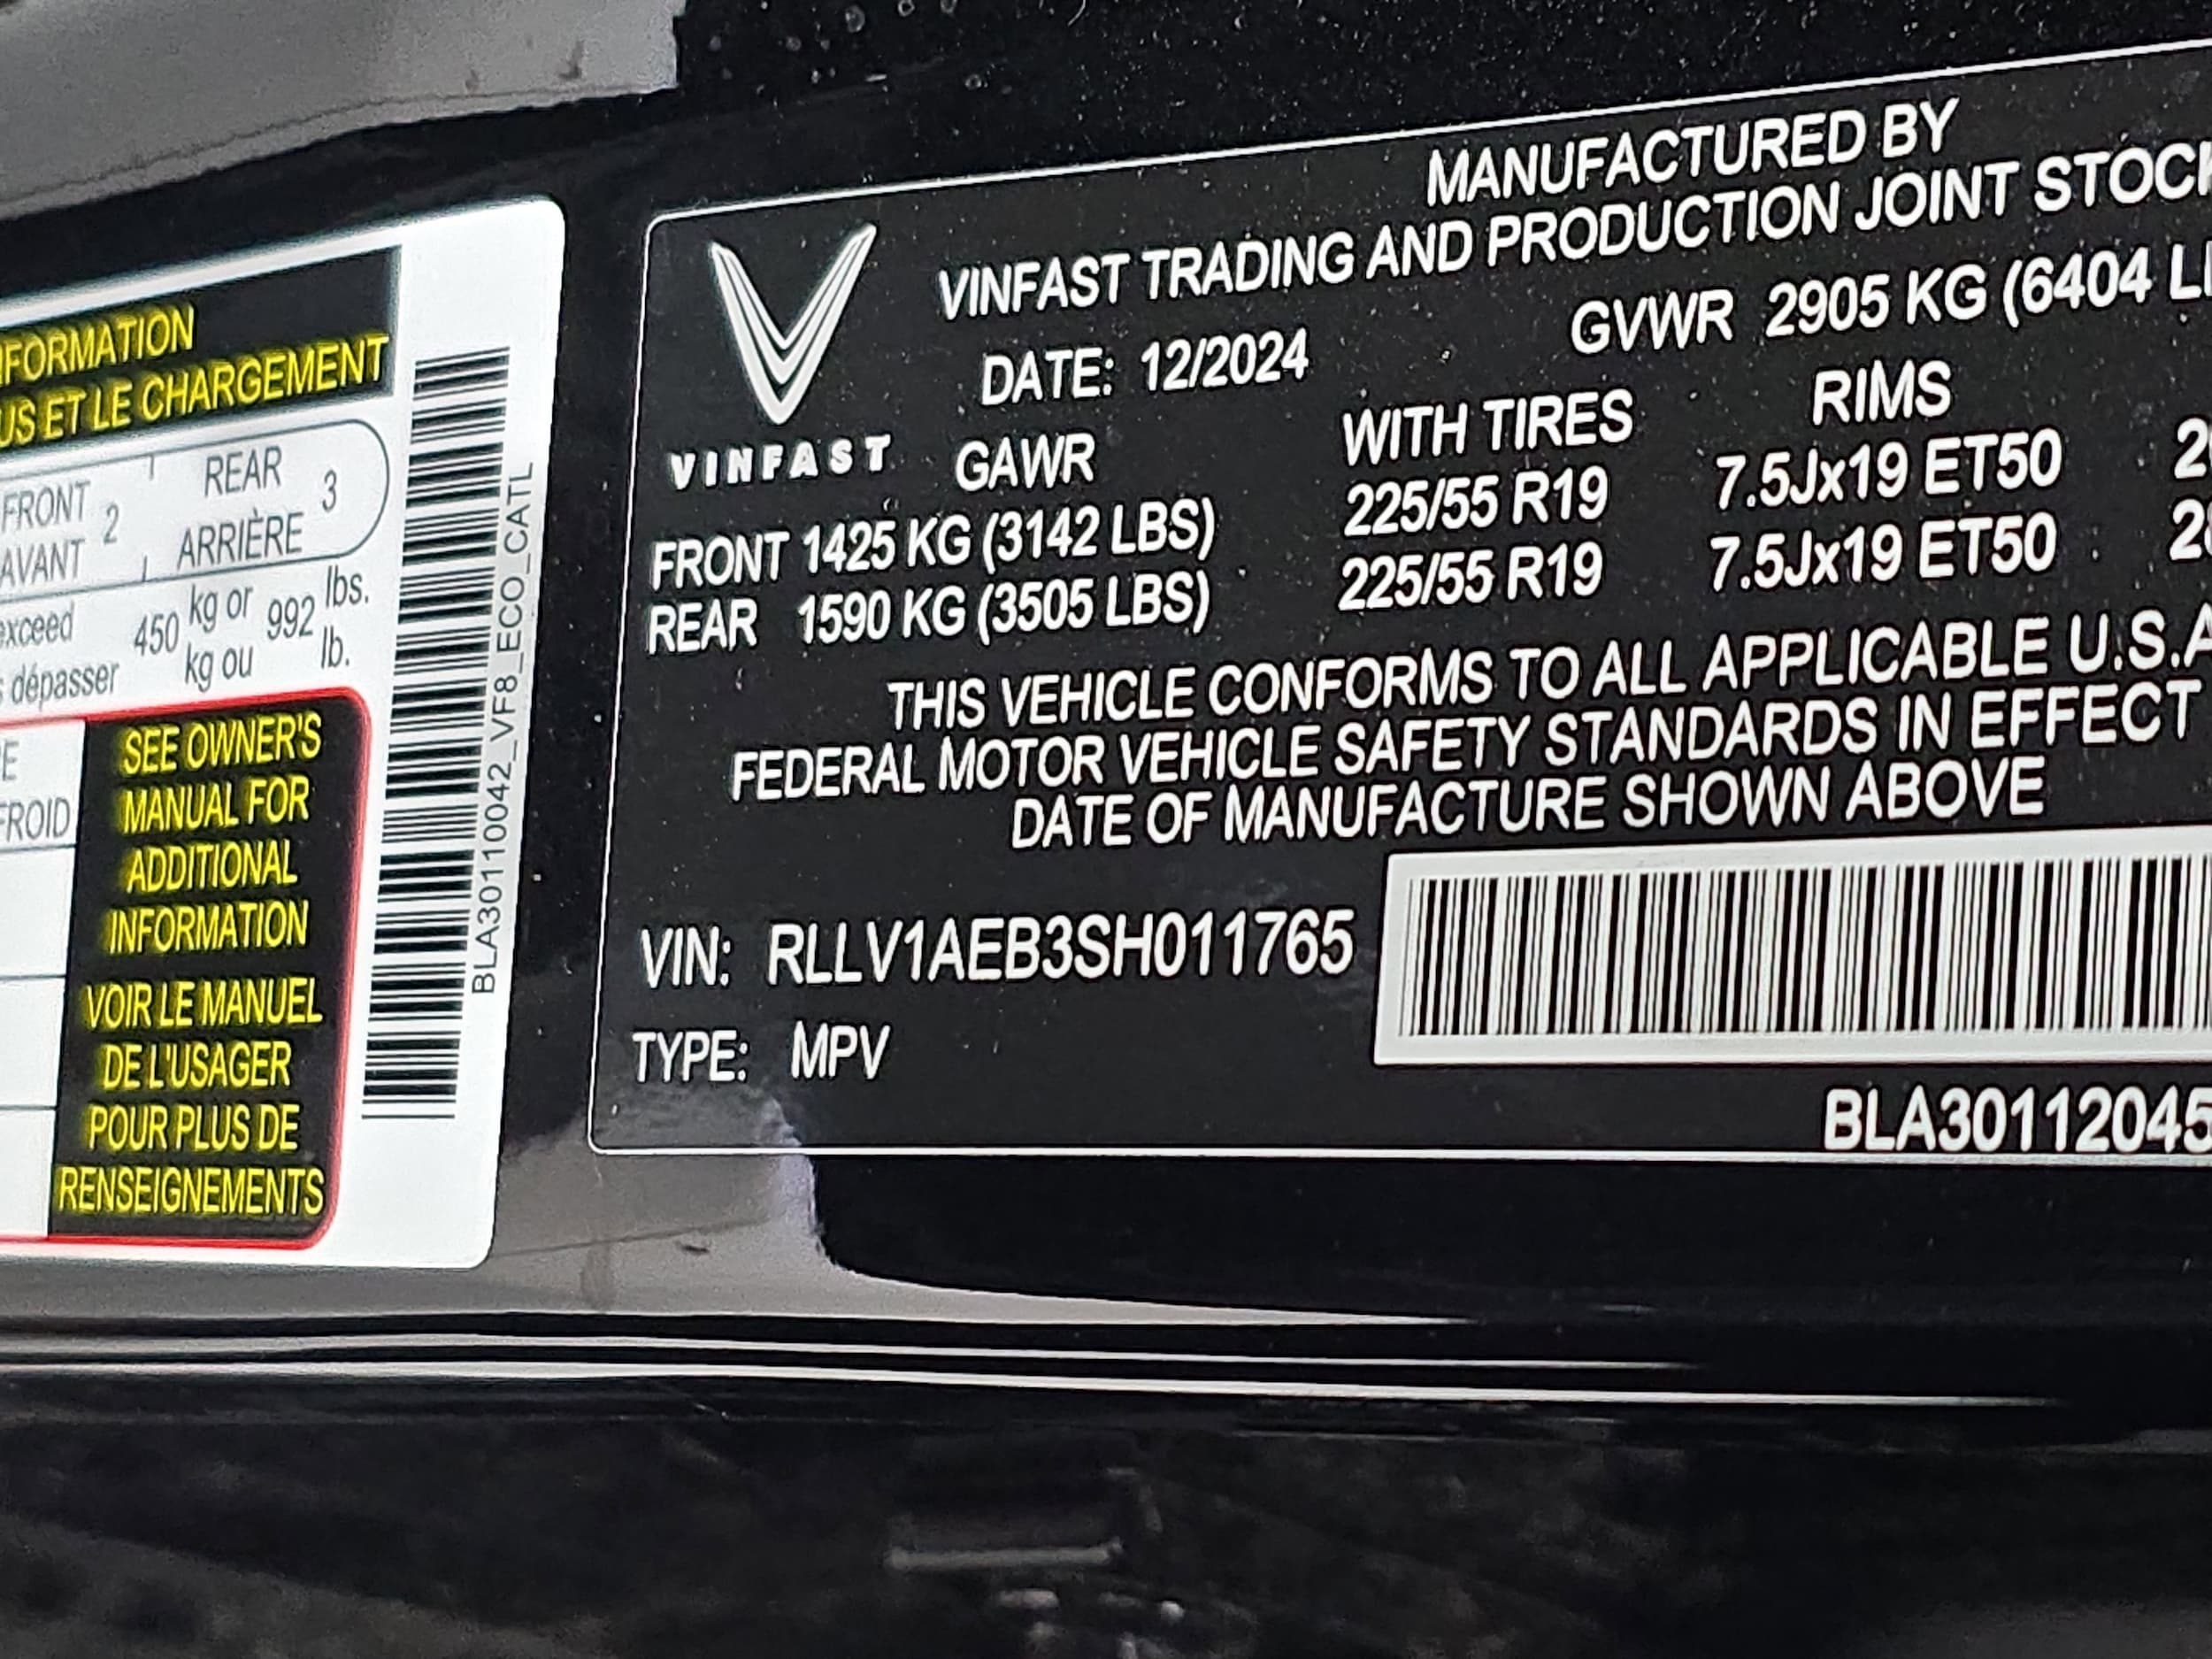 US ET LE CHARGEMENT
FRONT 2 REAR 3
AVANT ARRIÈRE
exceed 450 kg or 992 lbs.
dépasser kg ou lb.
SEE OWNER'S
MANUAL FOR
ADDITIONAL
INFORMATION
VOIR LE MANUEL
DE L'USAGER
POUR PLUS DE
RENSEIGNEMENTS
BLA30110042_VF8_ECO_CATL
MANUFACTURED BY
VINFAST TRADING AND PRODUCTION JOINT STOCK
DATE: 12/2024 GVWR 2905 KG (6404
VINFAST
GAWR WITH TIRES RIMS
FRONT 1425 KG (3142 LBS) 225/55 R19 7.5Jx19 ET50
REAR 1590 KG (3505 LBS) 225/55 R19 7.5Jx19 ET50
THIS VEHICLE CONFORMS TO ALL APPLICABLE U.S.A
FEDERAL MOTOR VEHICLE SAFETY STANDARDS IN EFFECT
DATE OF MANUFACTURE SHOWN ABOVE
VIN: RLLV1AEB3SH011765
TYPE: MPV
BLA30112045